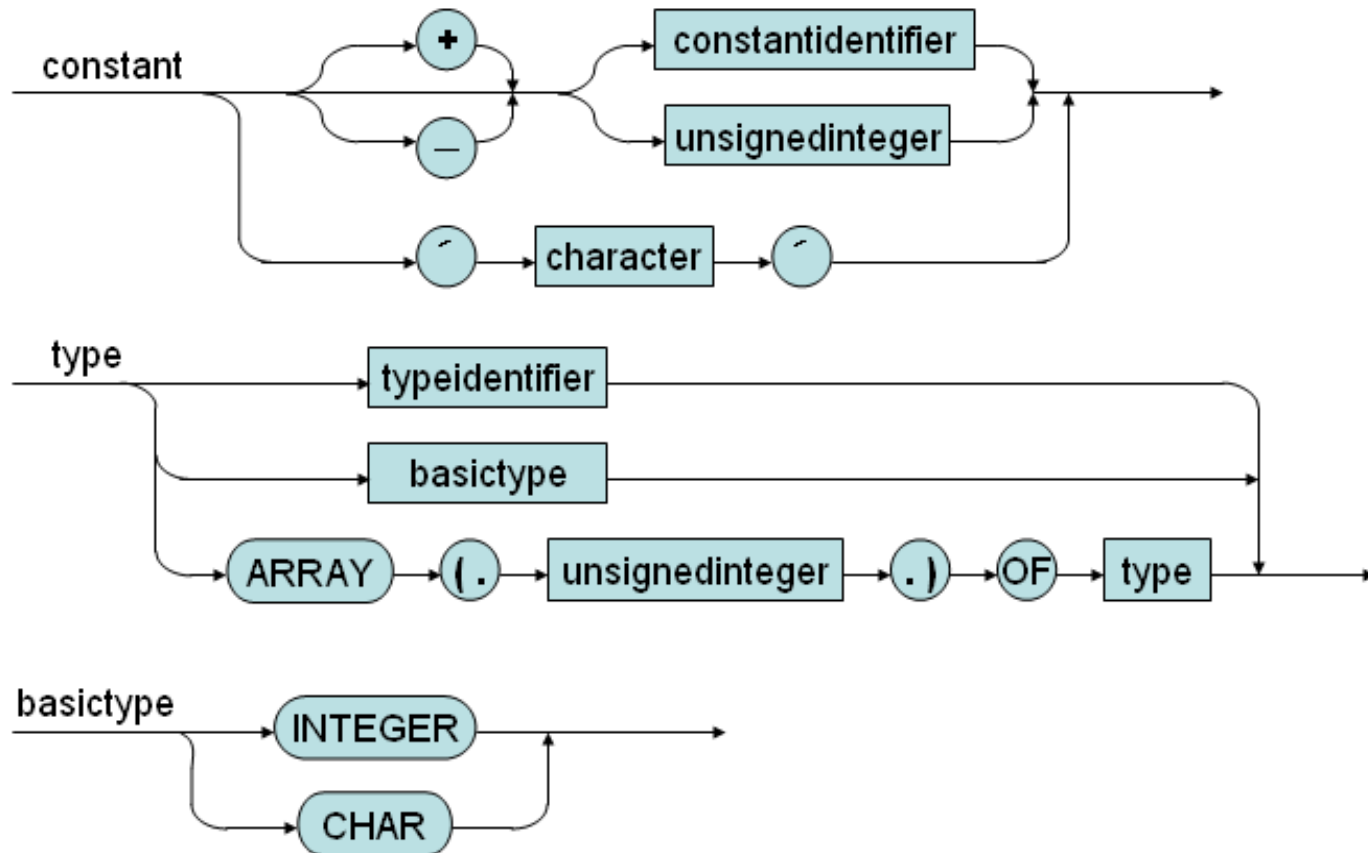 +
constantidentifier
constant
–
unsignedinteger
´ character ´
type
typeidentifier
basictype
ARRAY (. unsignedinteger .) OF type
basictype
INTEGER
CHAR